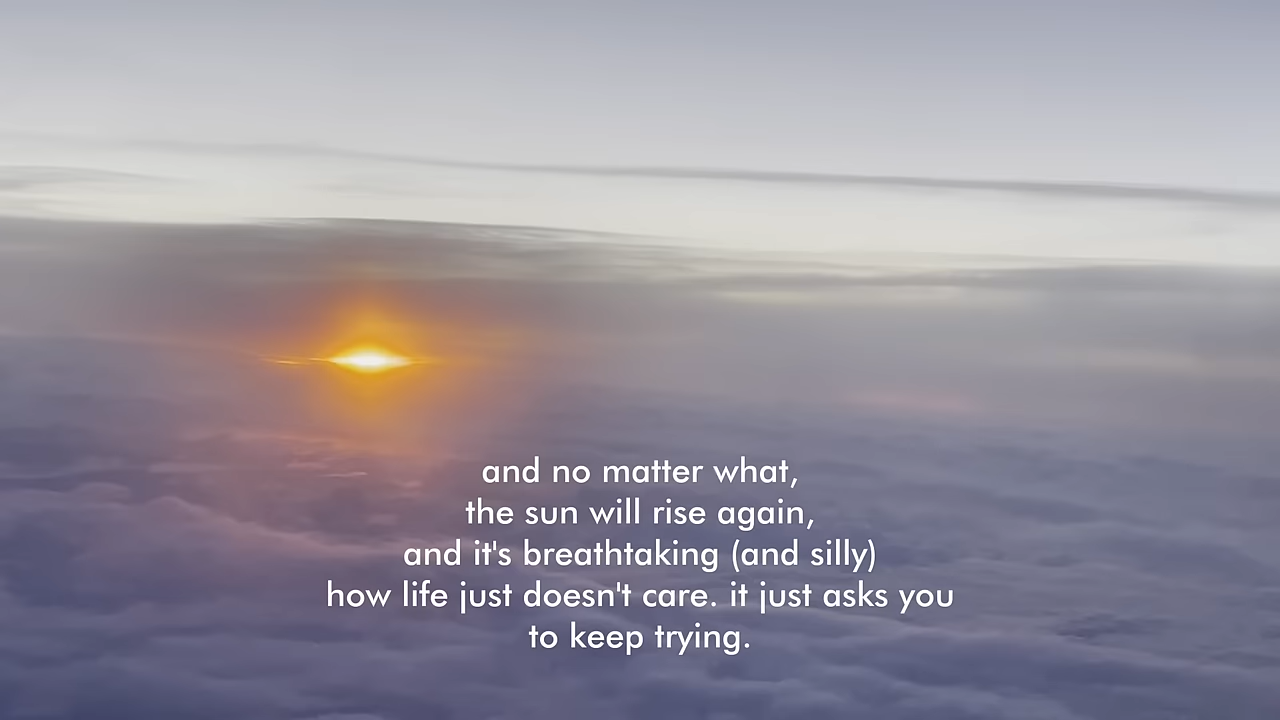 and no matter what,
the sun will rise again,
and it's breathtaking (and silly)
how life just doesn't care. it just asks you
to keep trying.